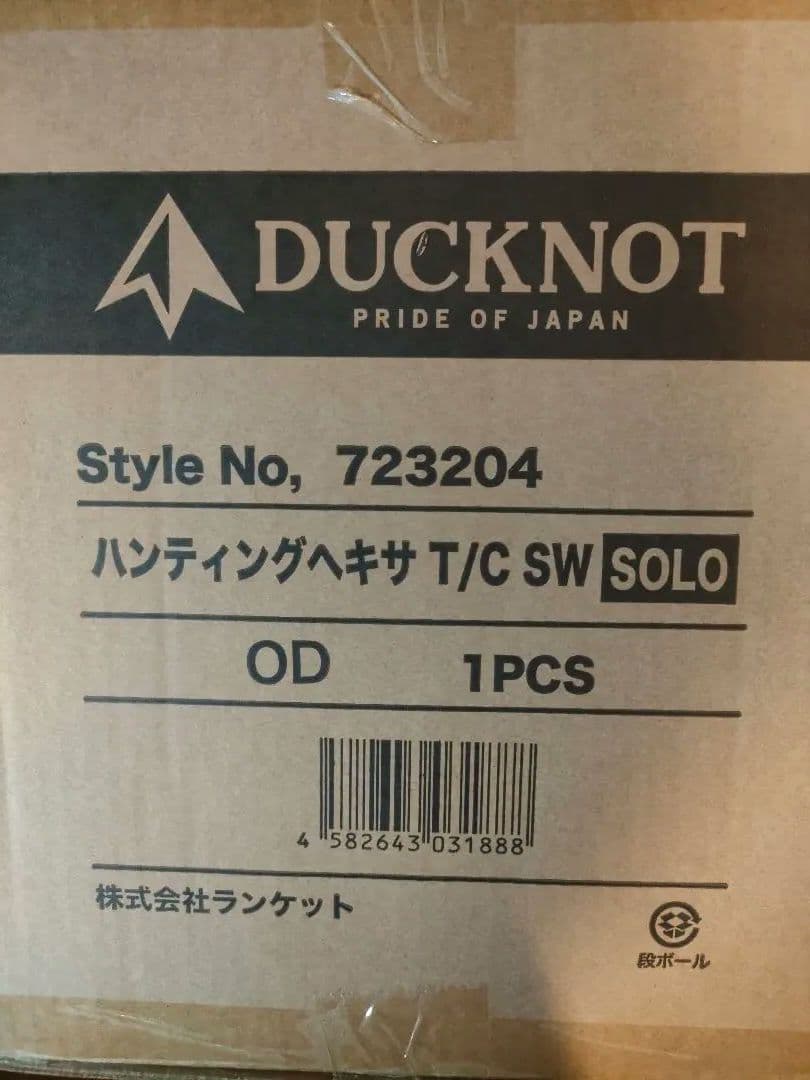 DUCKNOT
PRIDE OF JAPAN
Style No, 723204
ハンティングヘキサ T/C SW SOLO
OD 1PCS
4 582643 031888
株式会社ランケット
段ボール